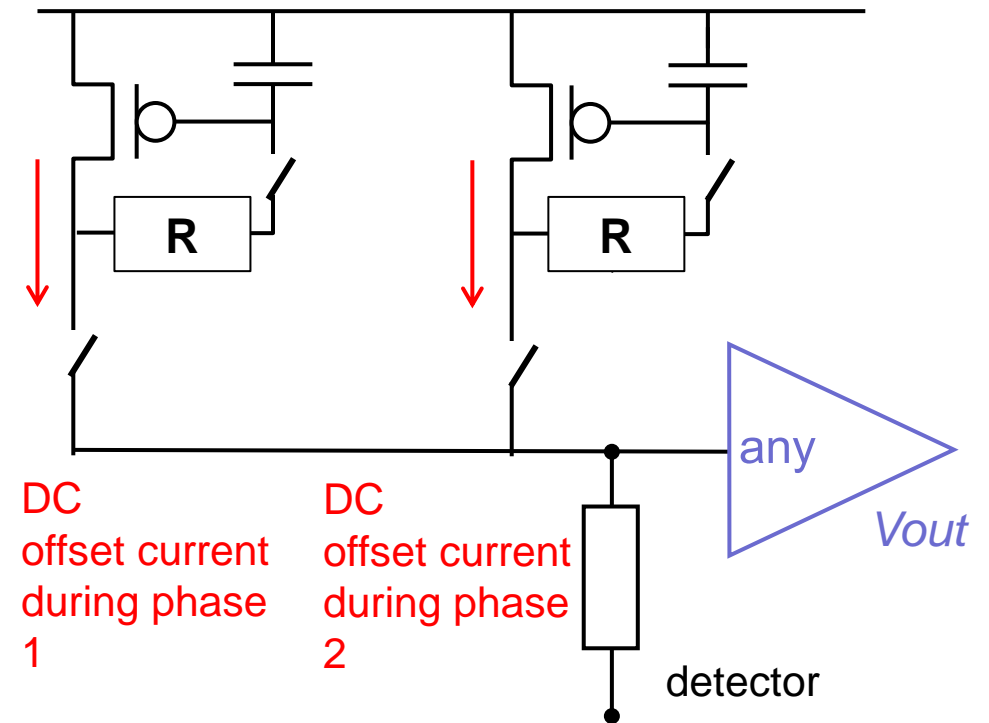 R
R
any
Vout
DC
offset current
during phase
1
DC
offset current
during phase
2
detector